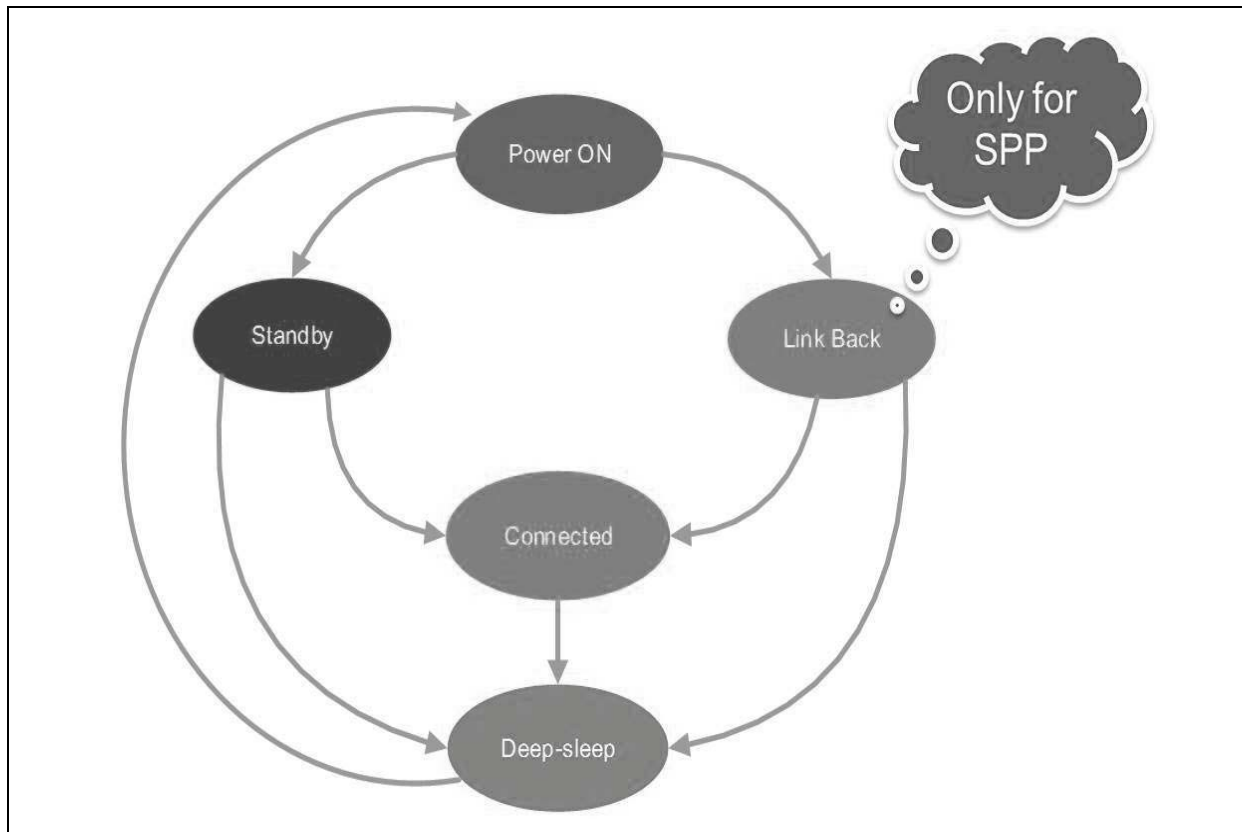 Only for
SPP
Power ON
Standby
Link Back
Connected
Deep-sleep